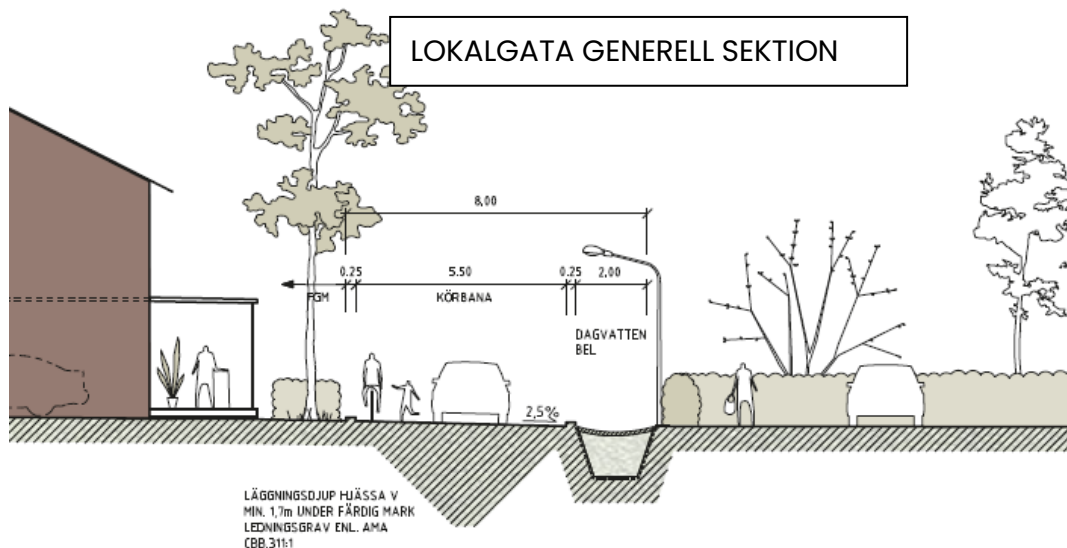 LOKALGATA GENERELL SEKTION
8,00
0.25 5.50 0.25 2,00
FGM KÖRBANA
DAGVATTEN
BEL
2,5%
LÄGGNINGSDJUP HJÄSSA V
MIN. 1,7m UNDER FÄRDIG MARK
LEDNINGSGRAV ENL. AMA
CBB.311:1